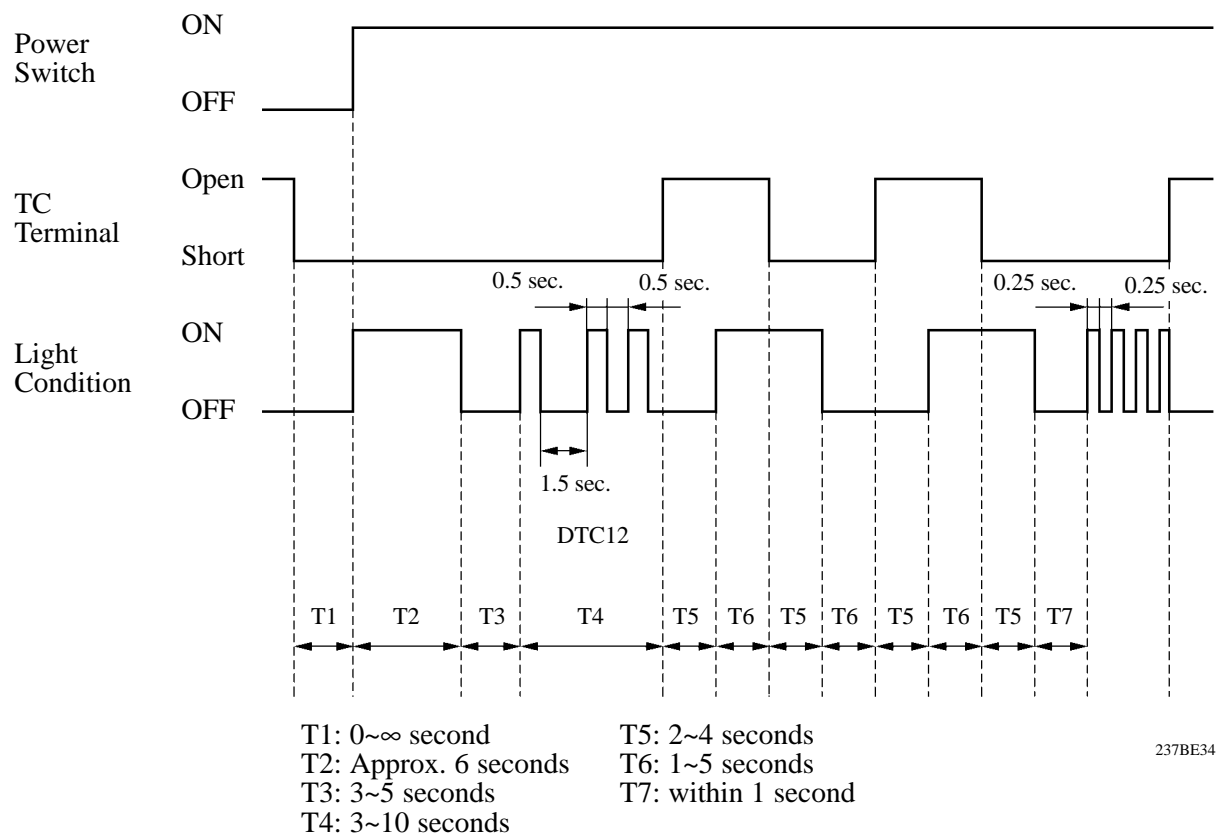 Power
Switch
ON
OFF
TC
Terminal
Open
Short
0.5 sec.
0.5 sec.
0.25 sec.
0.25 sec.
Light
Condition
ON
OFF
1.5 sec.
DTC12
T1
T2
T3
T4
T5
T6
T5
T6
T5
T6
T5
T7
T1: 0~∞ second
T2: Approx. 6 seconds
T3: 3~5 seconds
T4: 3~10 seconds
T5: 2~4 seconds
T6: 1~5 seconds
T7: within 1 second
237BE34